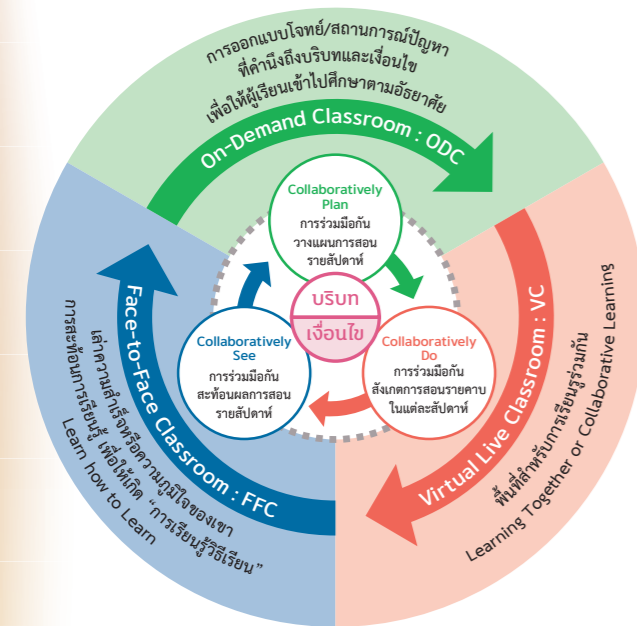 การออกแบบโจทย์/สถานการณ์ปัญหา
ที่คำนึงถึงบริบทและเงื่อนไข
เพื่อให้ผู้เรียนเข้าไปศึกษาตามอัธยาศัย
On-Demand Classroom : ODC
Collaboratively
Plan
การร่วมมือกัน
วางแผนการสอน
รายสัปดาห์
บริบท
เงื่อนไข
Collaboratively
Do
การร่วมมือกัน
สังเกตการสอนรายคาบ
ในแต่ละสัปดาห์
Collaboratively
See
การร่วมมือกัน
สะท้อนผลการสอน
รายสัปดาห์
Virtual Live Classroom : VC
พื้นที่สำหรับการเรียนรู้ร่วมกัน
Learning Together or Collaborative Learning
Face-to-Face Classroom : FFC
เล่าความสำเร็จหรือความภูมิใจของเขา
การสะท้อนการเรียนรู้ เพื่อให้เกิด “การเรียนรู้วิธีเรียน”
Learn how to Learn